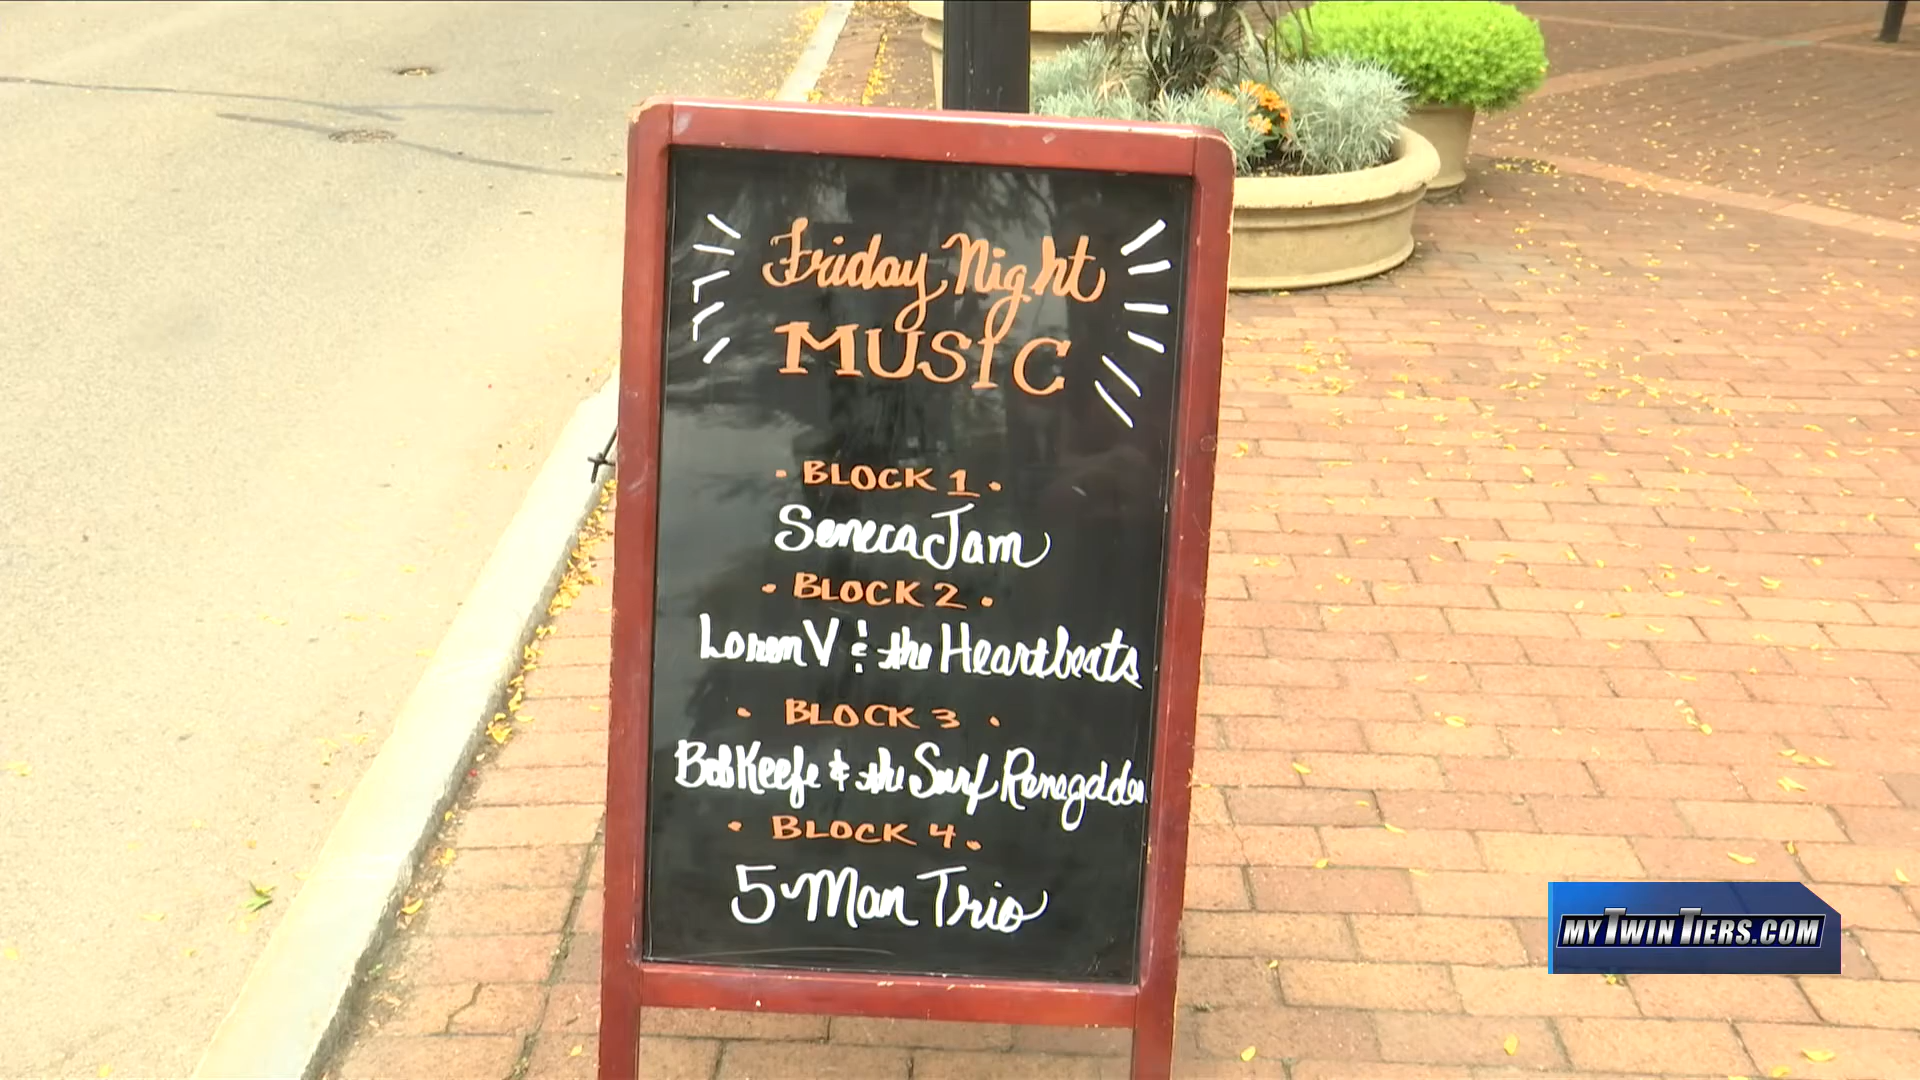 Friday Night
MUSIC
• BLOCK 1 •
Seneca Jam
• BLOCK 2 •
Loren V & the Heartbeats
• BLOCK 3 •
Bob Keefe & the Surf Renegades
• BLOCK 4 •
5-Man Trio
MYTWINTIERS.COM